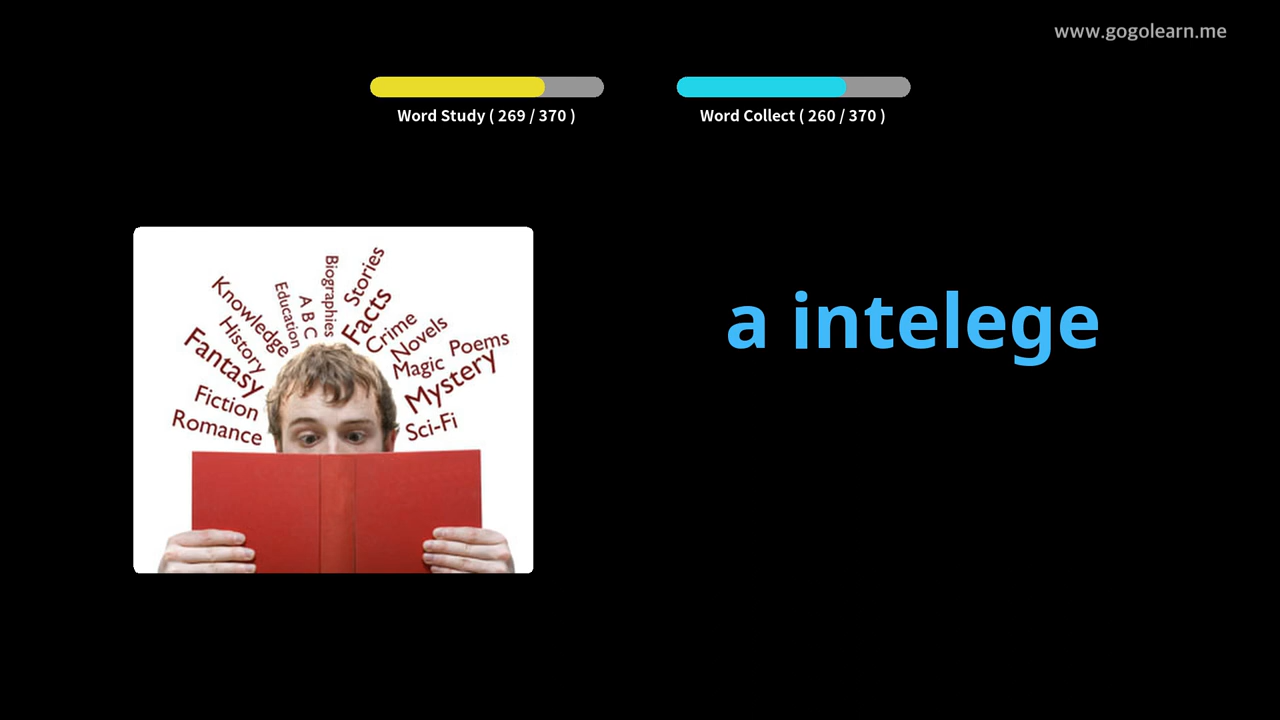 www.gogolearn.me
Word Study ( 269 / 370 )
Word Collect ( 260 / 370 )
a intelege
Romance
Fiction
Fantasy
History
Knowledge
Education
A B C
Biographies
Stories
Facts
Crime
Novels
Magic
Poems
Mystery
Sci-Fi